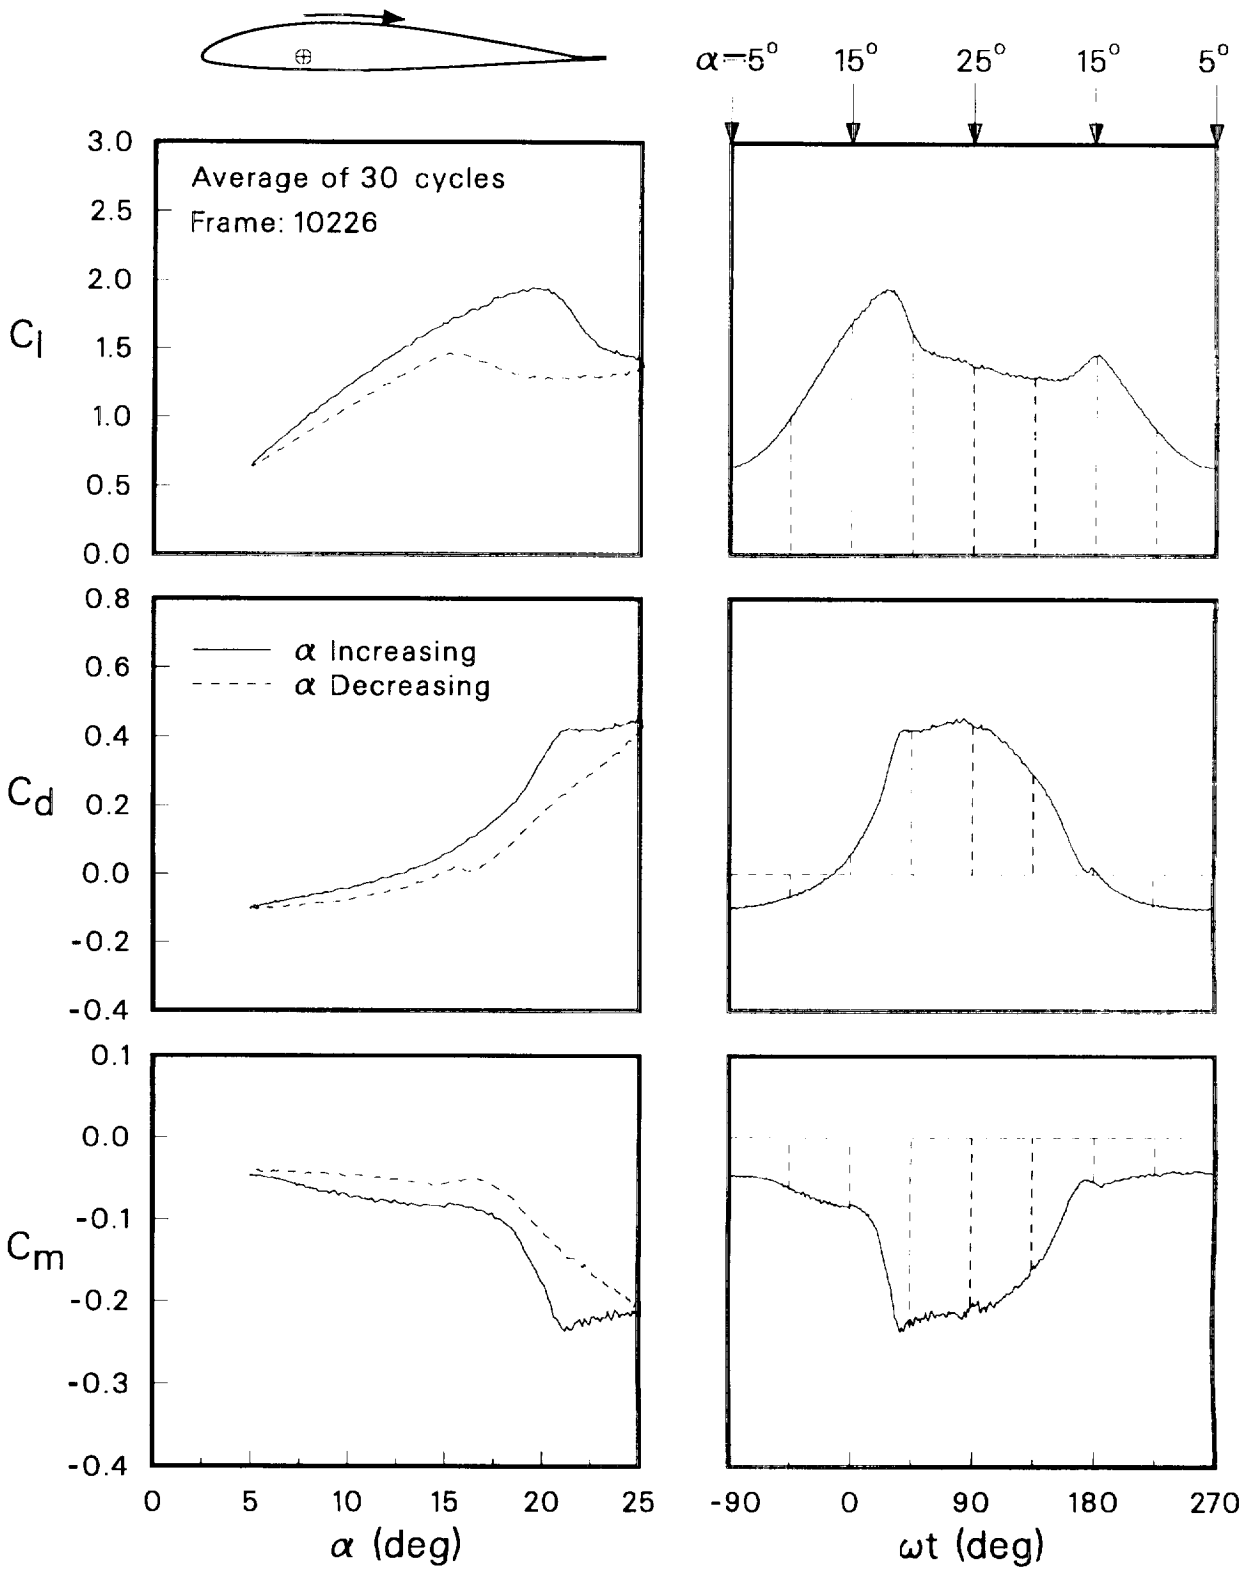 α=5° 15° 25° 15° 5°
3.0
2.5
2.0
1.5
1.0
0.5
0.0
Cl
Average of 30 cycles
Frame: 10226
0.8
0.6
0.4
0.2
0.0
-0.2
-0.4
Cd
α Increasing
α Decreasing
0.1
0.0
-0.1
-0.2
-0.3
-0.4
Cm
0 5 10 15 20 25
α (deg)
-90 0 90 180 270
ωt (deg)